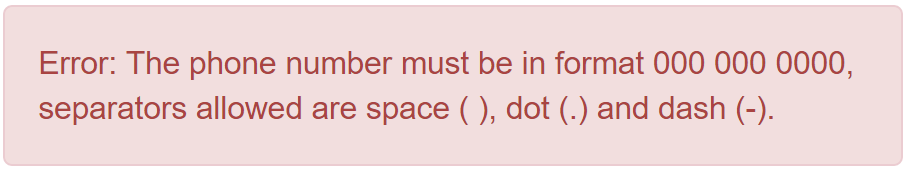 Error: The phone number must be in format 000 000 0000,
separators allowed are space ( ), dot (.) and dash (-).